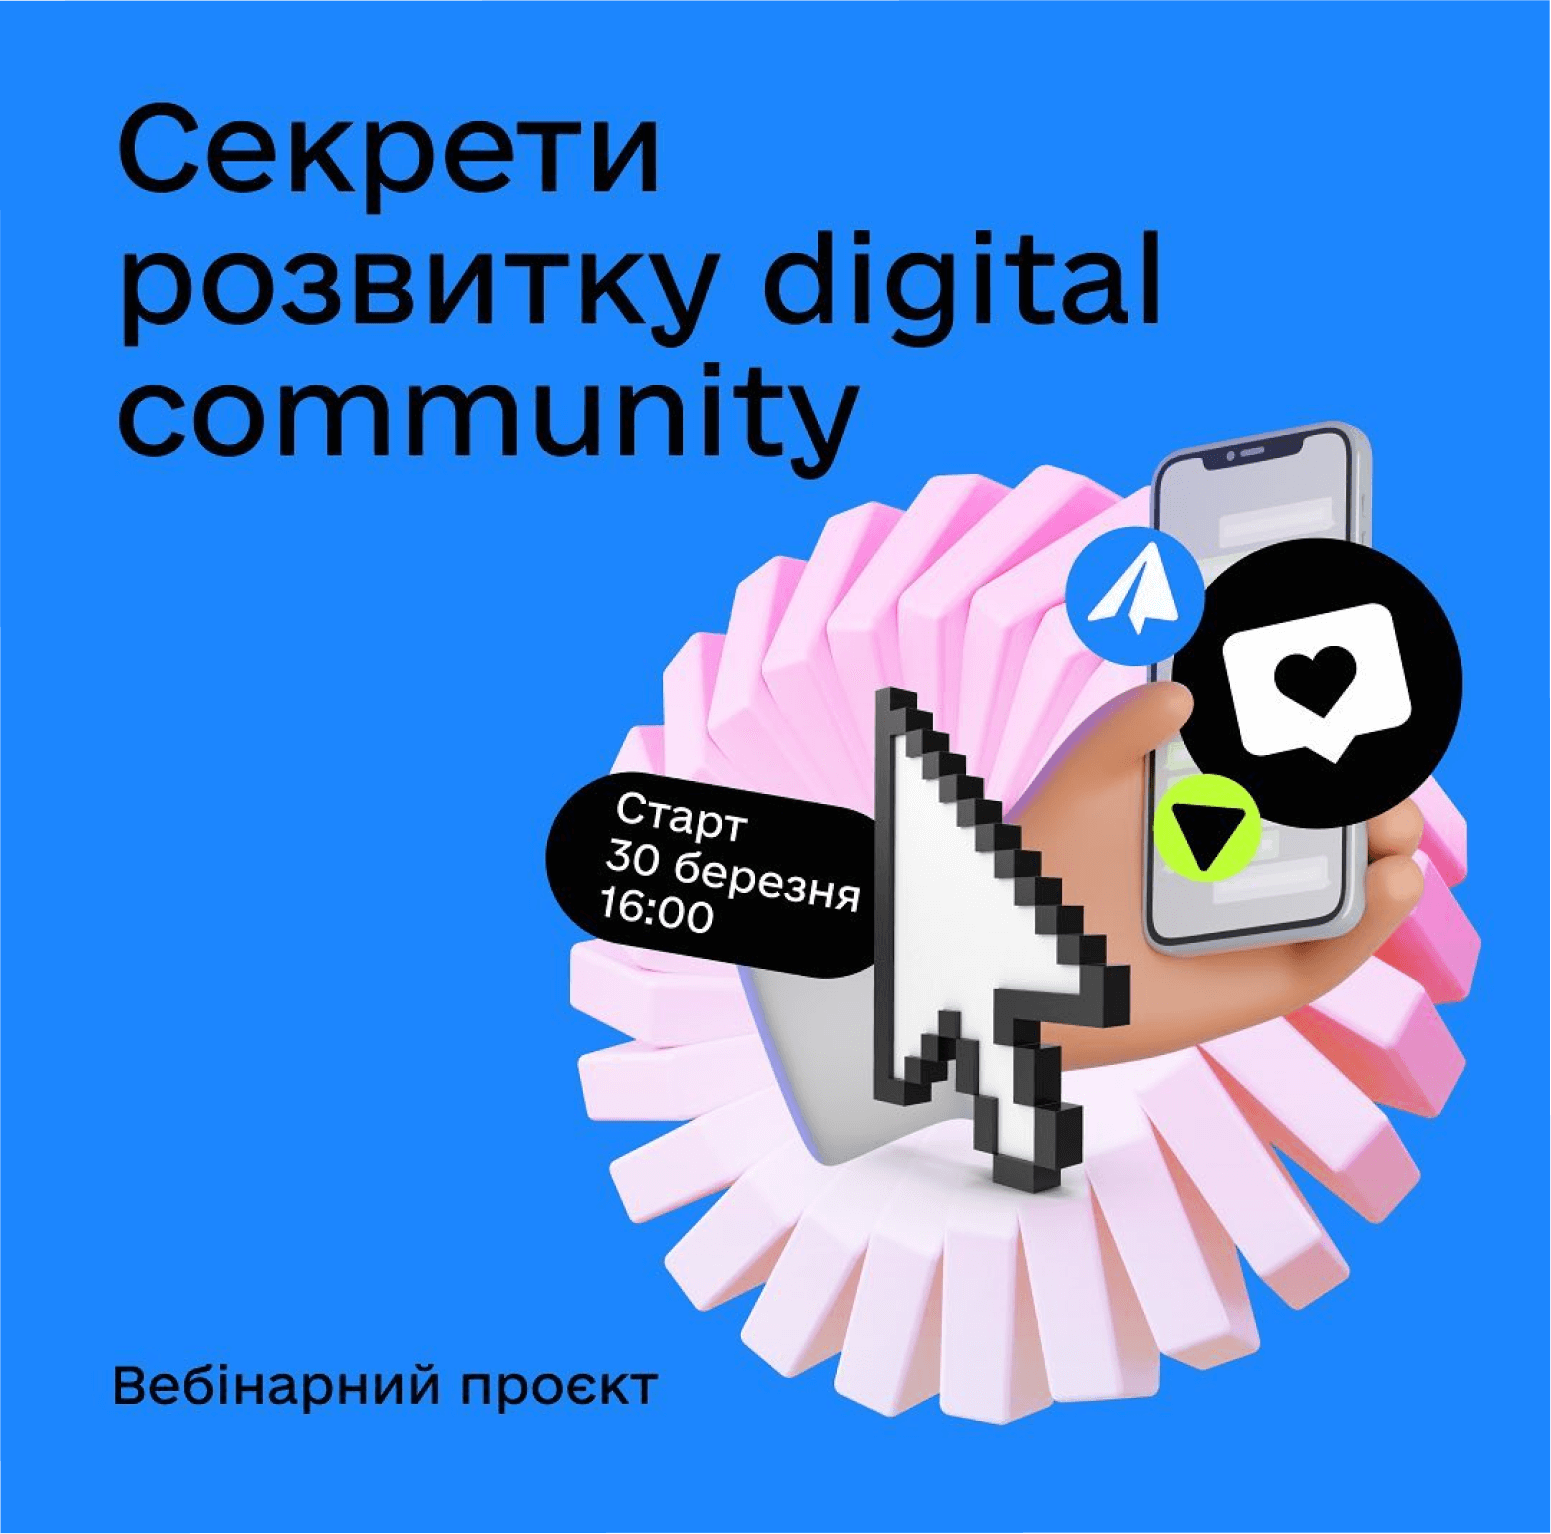 Секрети
розвитку digital
community
Старт
30 березня
16:00
Вебінарний проєкт